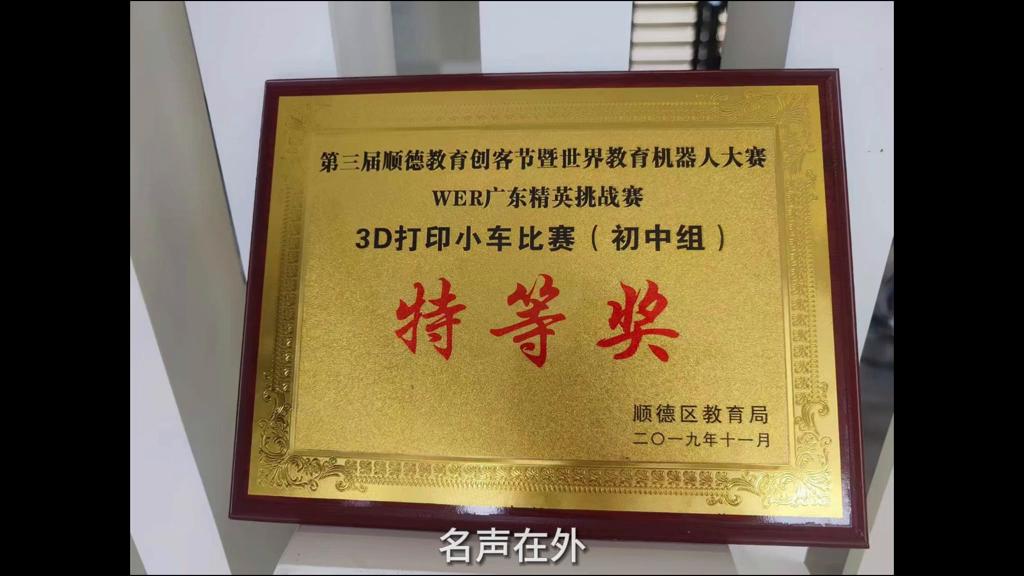 第三届顺德教育创客节暨世界教育机器人大赛
WER广东精英挑战赛
3D打印小车比赛（初中组）
特等奖
顺德区教育局
二〇一九年十一月
名声在外